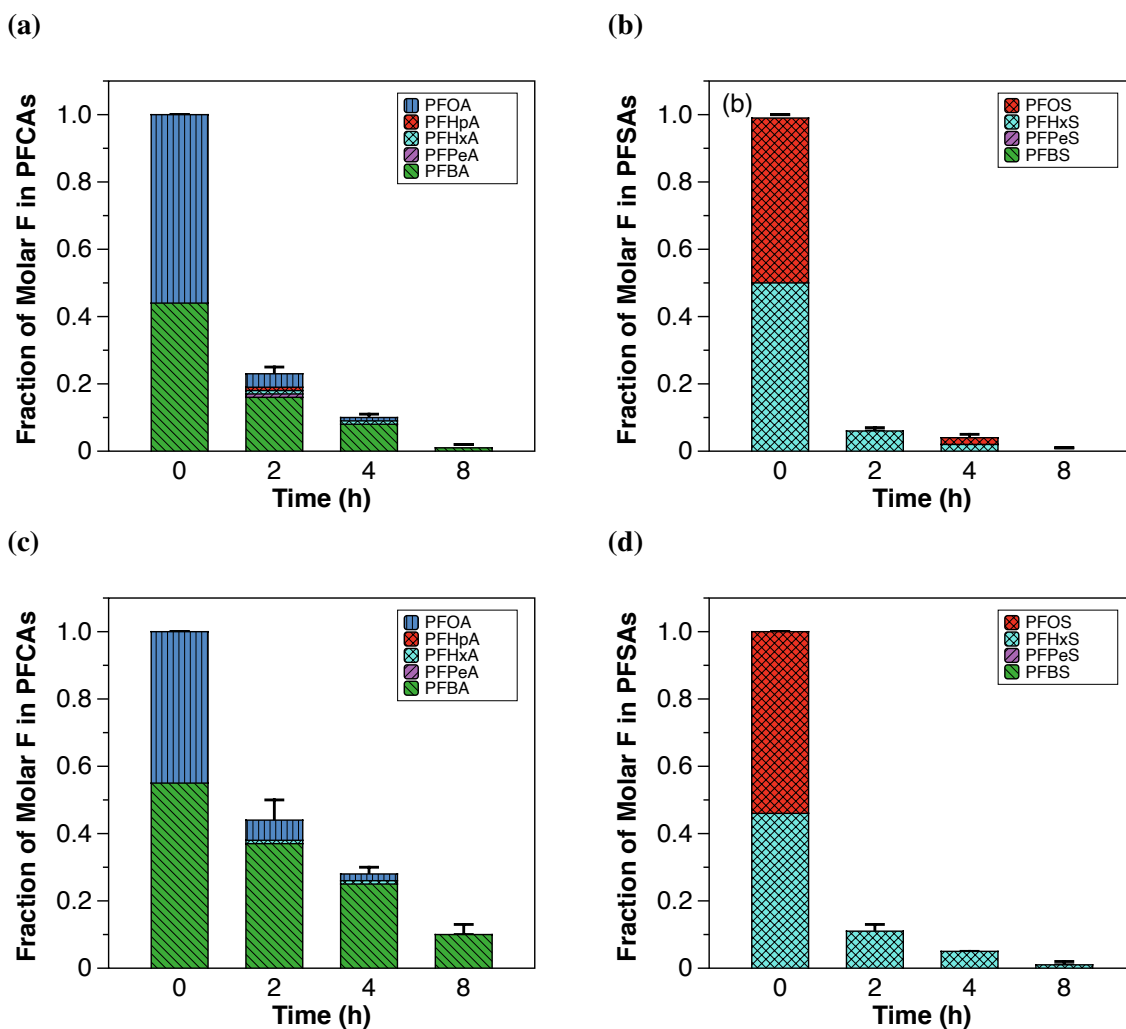 (a)
Fraction of Molar F in PFCAs
1.0
0.8
0.6
0.4
0.2
0
PFOA
PFHpA
PFHxA
PFPeA
PFBA
0 2 4 8
Time (h)
(b)
Fraction of Molar F in PFSAs
1.0
0.8
0.6
0.4
0.2
0
(b)
PFOS
PFHxS
PFPeS
PFBS
0 2 4 8
Time (h)
(c)
Fraction of Molar F in PFCAs
1.0
0.8
0.6
0.4
0.2
0
PFOA
PFHpA
PFHxA
PFPeA
PFBA
0 2 4 8
Time (h)
(d)
Fraction of Molar F in PFSAs
1.0
0.8
0.6
0.4
0.2
0
PFOS
PFHxS
PFPeS
PFBS
0 2 4 8
Time (h)